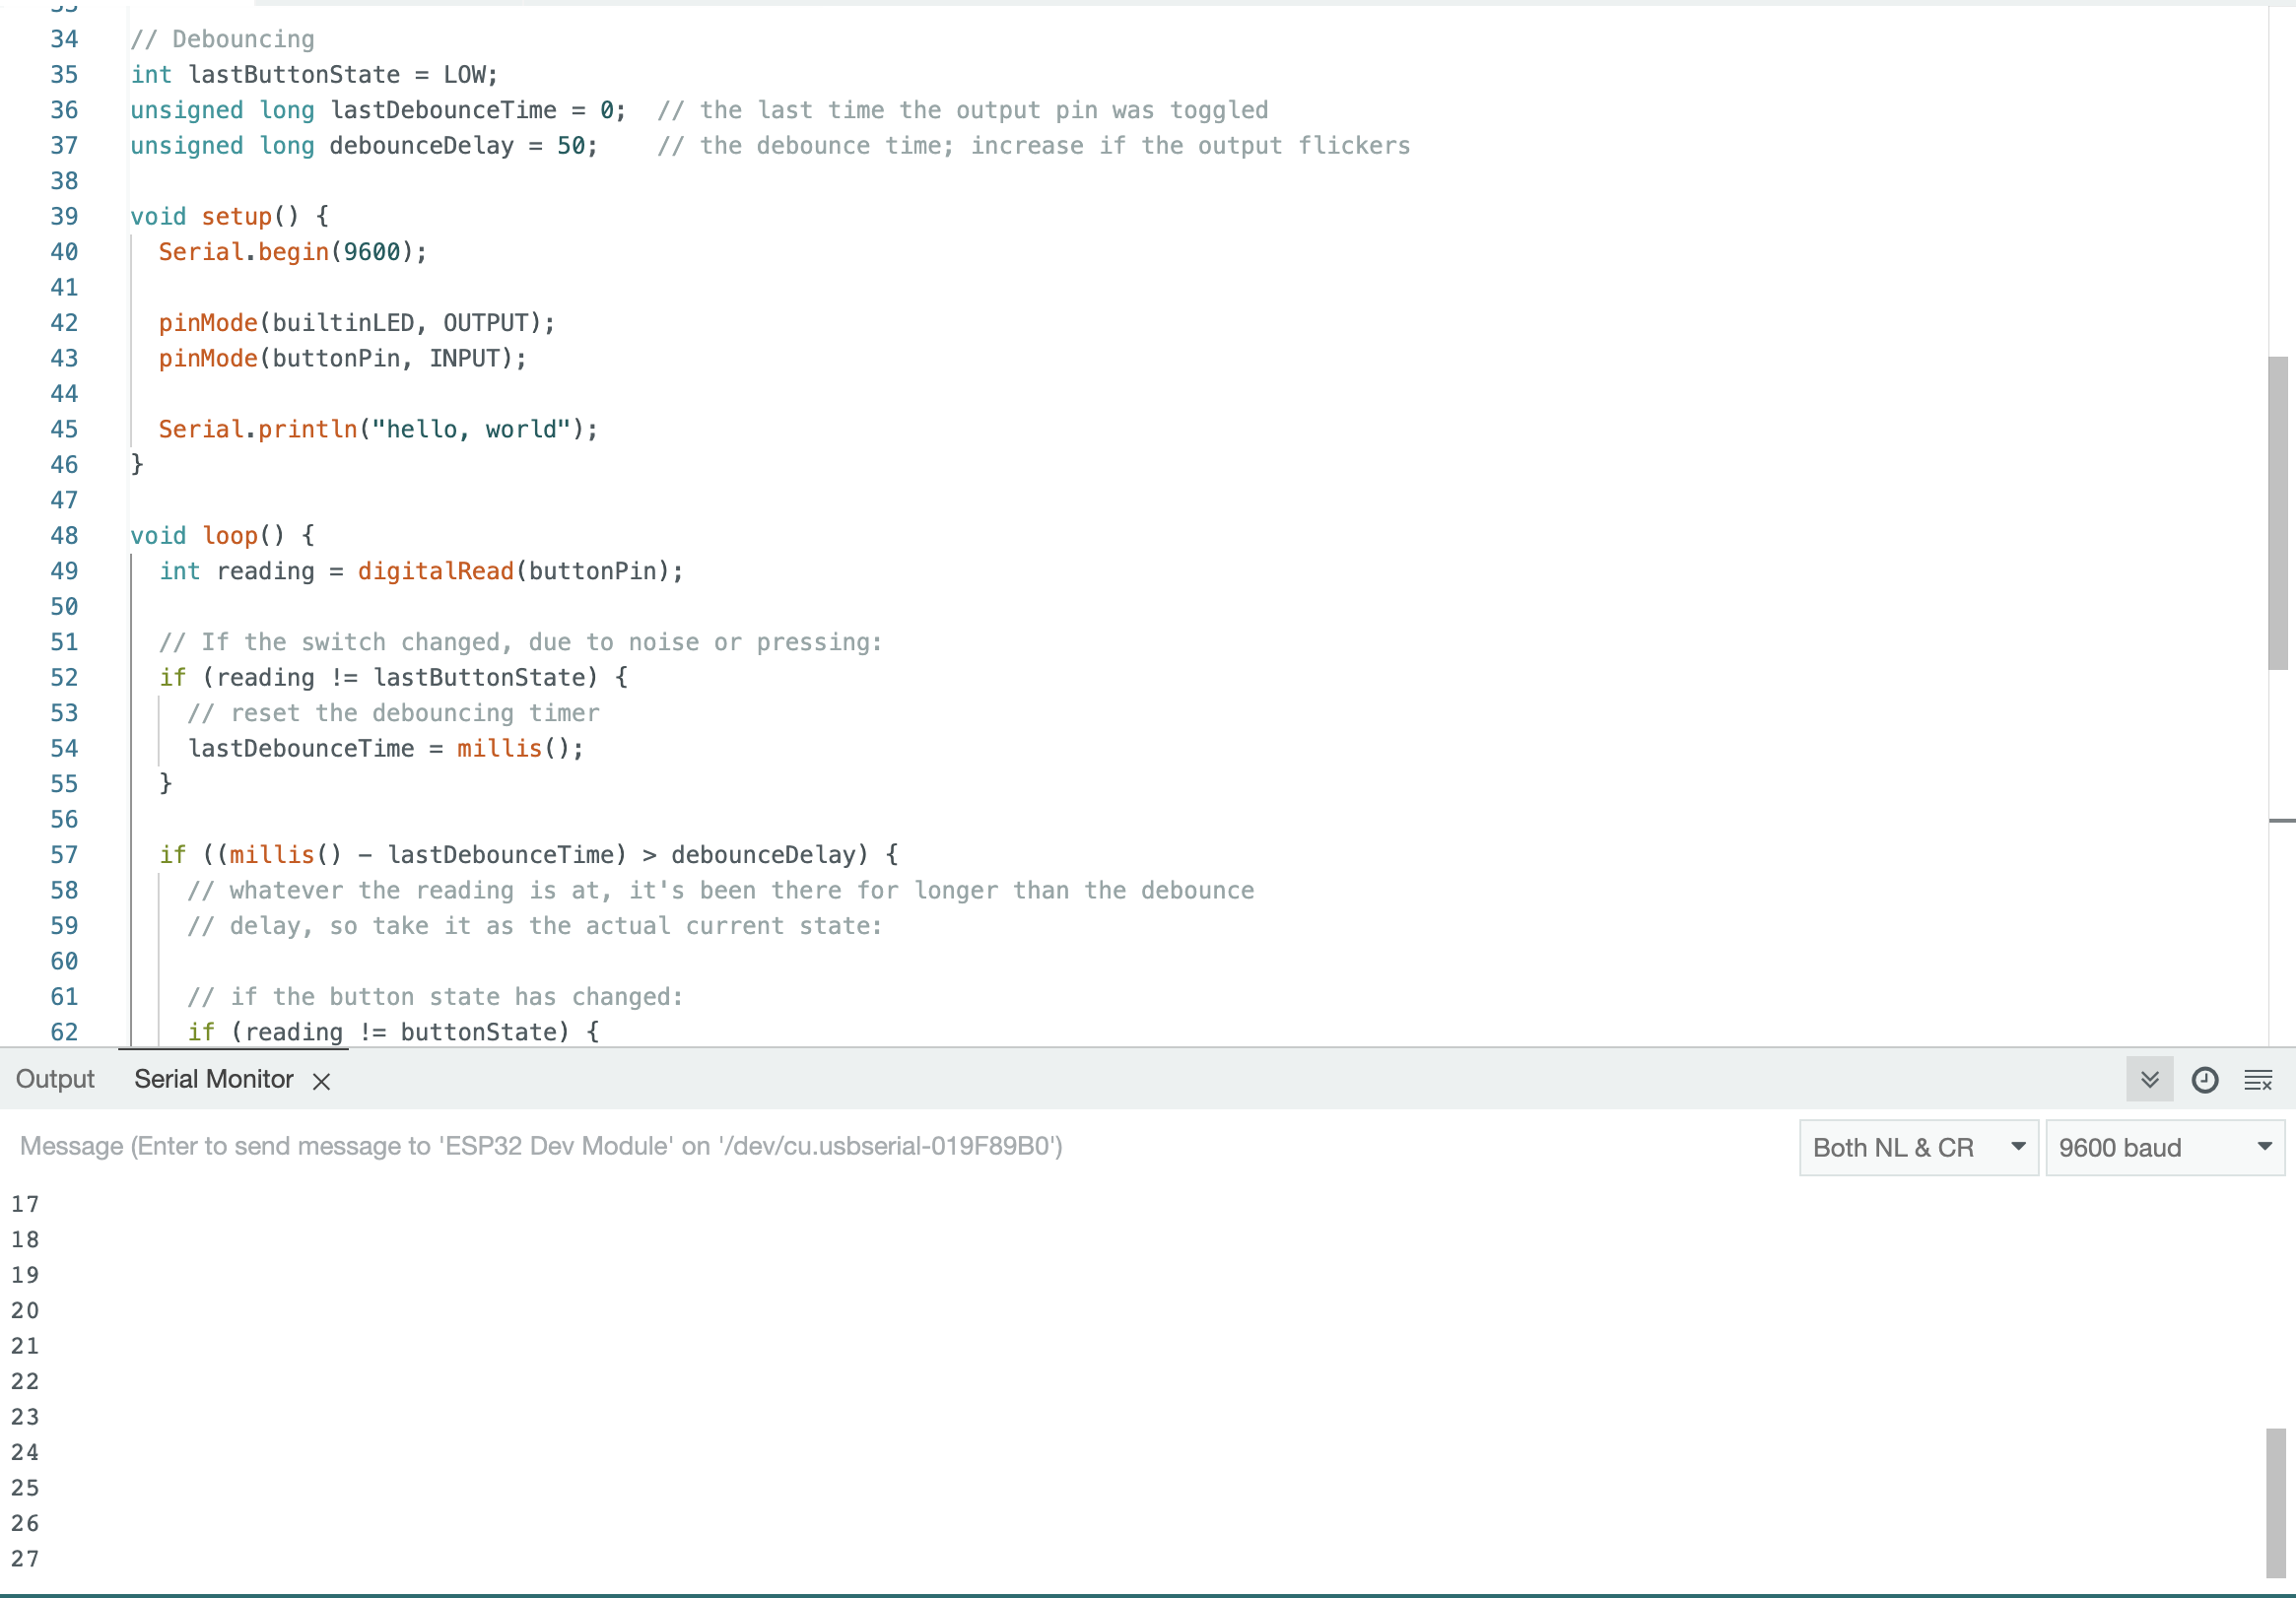 34 // Debouncing
35 int lastButtonState = LOW;
36 unsigned long lastDebounceTime = 0;  // the last time the output pin was toggled
37 unsigned long debounceDelay = 50;    // the debounce time; increase if the output flickers
38
39 void setup() {
40   Serial.begin(9600);
41
42   pinMode(builtinLED, OUTPUT);
43   pinMode(buttonPin, INPUT);
44
45   Serial.println("hello, world");
46 }
47
48 void loop() {
49   int reading = digitalRead(buttonPin);
50
51   // If the switch changed, due to noise or pressing:
52   if (reading != lastButtonState) {
53     // reset the debouncing timer
54     lastDebounceTime = millis();
55   }
56
57   if ((millis() - lastDebounceTime) > debounceDelay) {
58     // whatever the reading is at, it's been there for longer than the debounce
59     // delay, so take it as the actual current state:
60
61     // if the button state has changed:
62     if (reading != buttonState) {
Output Serial Monitor
Message (Enter to send message to 'ESP32 Dev Module' on '/dev/cu.usbserial-019F89B0') Both NL & CR 9600 baud
17
18
19
20
21
22
23
24
25
26
27